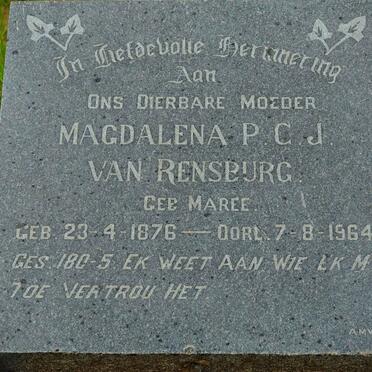 In Liefdevolle Herinnering
Aan
Ons Dierbare Moeder
Magdalena P. C. J.
van Rensburg.
Geb Maree.
Geb. 23-4-1876 — Oorl. 7-8-1964
Ges. 180-5. Ek weet aan wie Ek M
toe vertrou het.
AMV